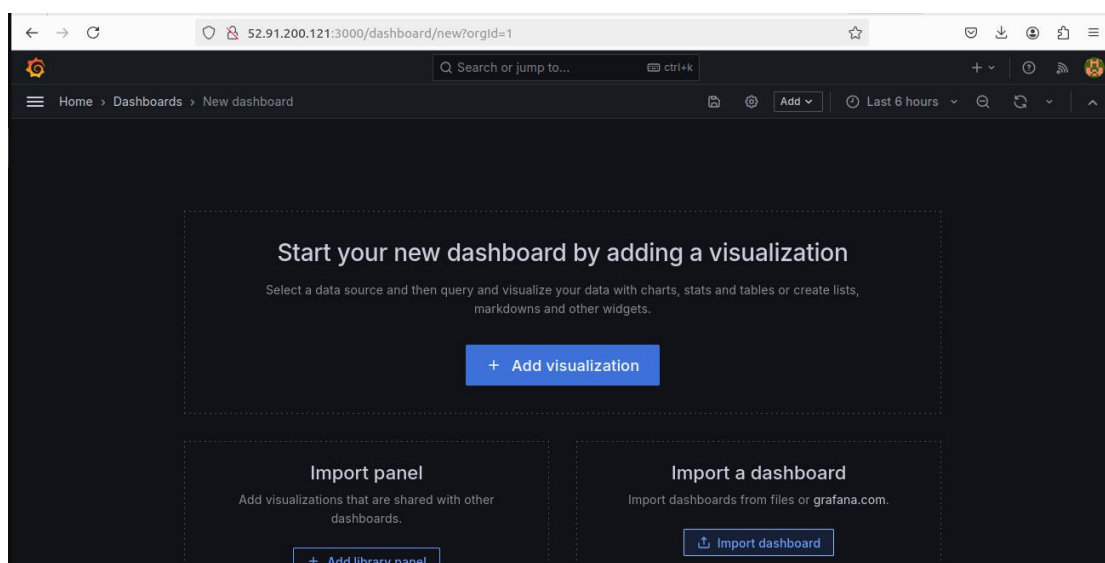 52.91.200.121:3000/dashboard/new?orgId=1
Search or jump to... ctrl+k
Home › Dashboards › New dashboard Add Last 6 hours
Start your new dashboard by adding a visualization
Select a data source and then query and visualize your data with charts, stats and tables or create lists,
markdowns and other widgets.
+ Add visualization
Import panel
Add visualizations that are shared with other
dashboards.
+ Add library panel
Import a dashboard
Import dashboards from files or grafana.com.
Import dashboard